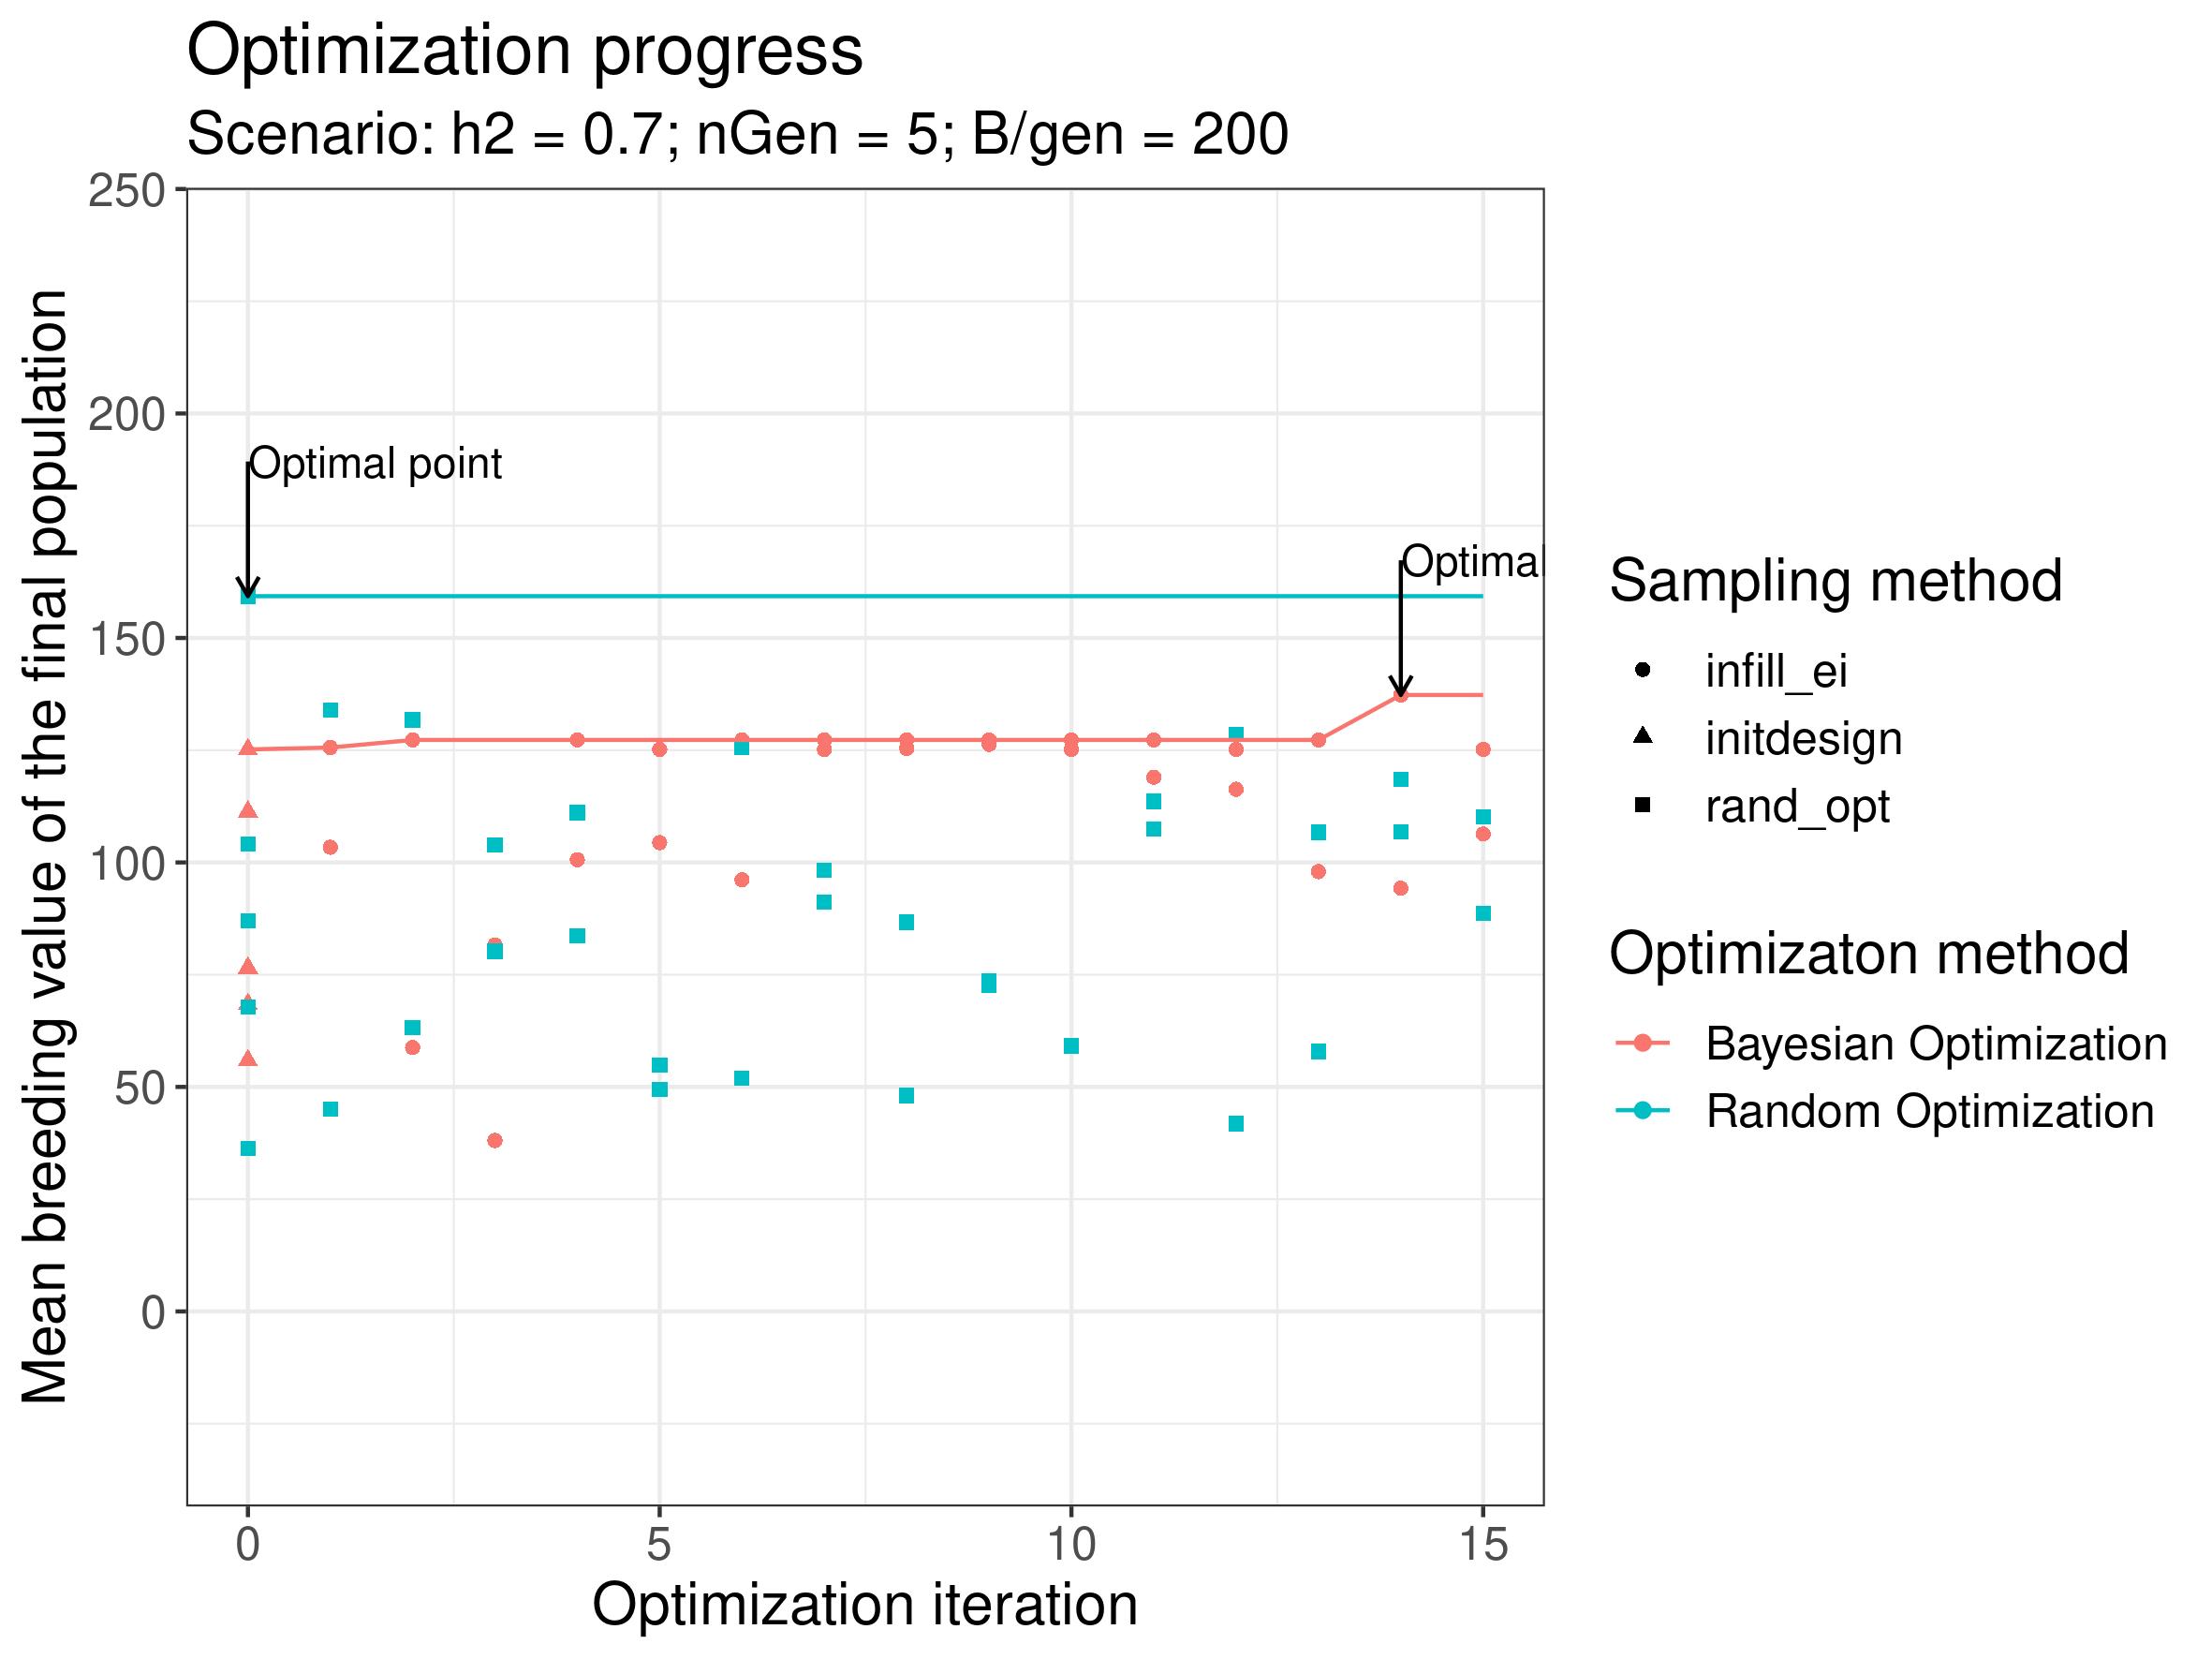 Optimization progress
Scenario: h2 = 0.7; nGen = 5; B/gen = 200
Mean breeding value of the final population
250
200
150
100
50
0
Optimal point
Optimal
0
5
10
15
Optimization iteration
Sampling method
infill_ei
initdesign
rand_opt
Optimizaton method
Bayesian Optimization
Random Optimization